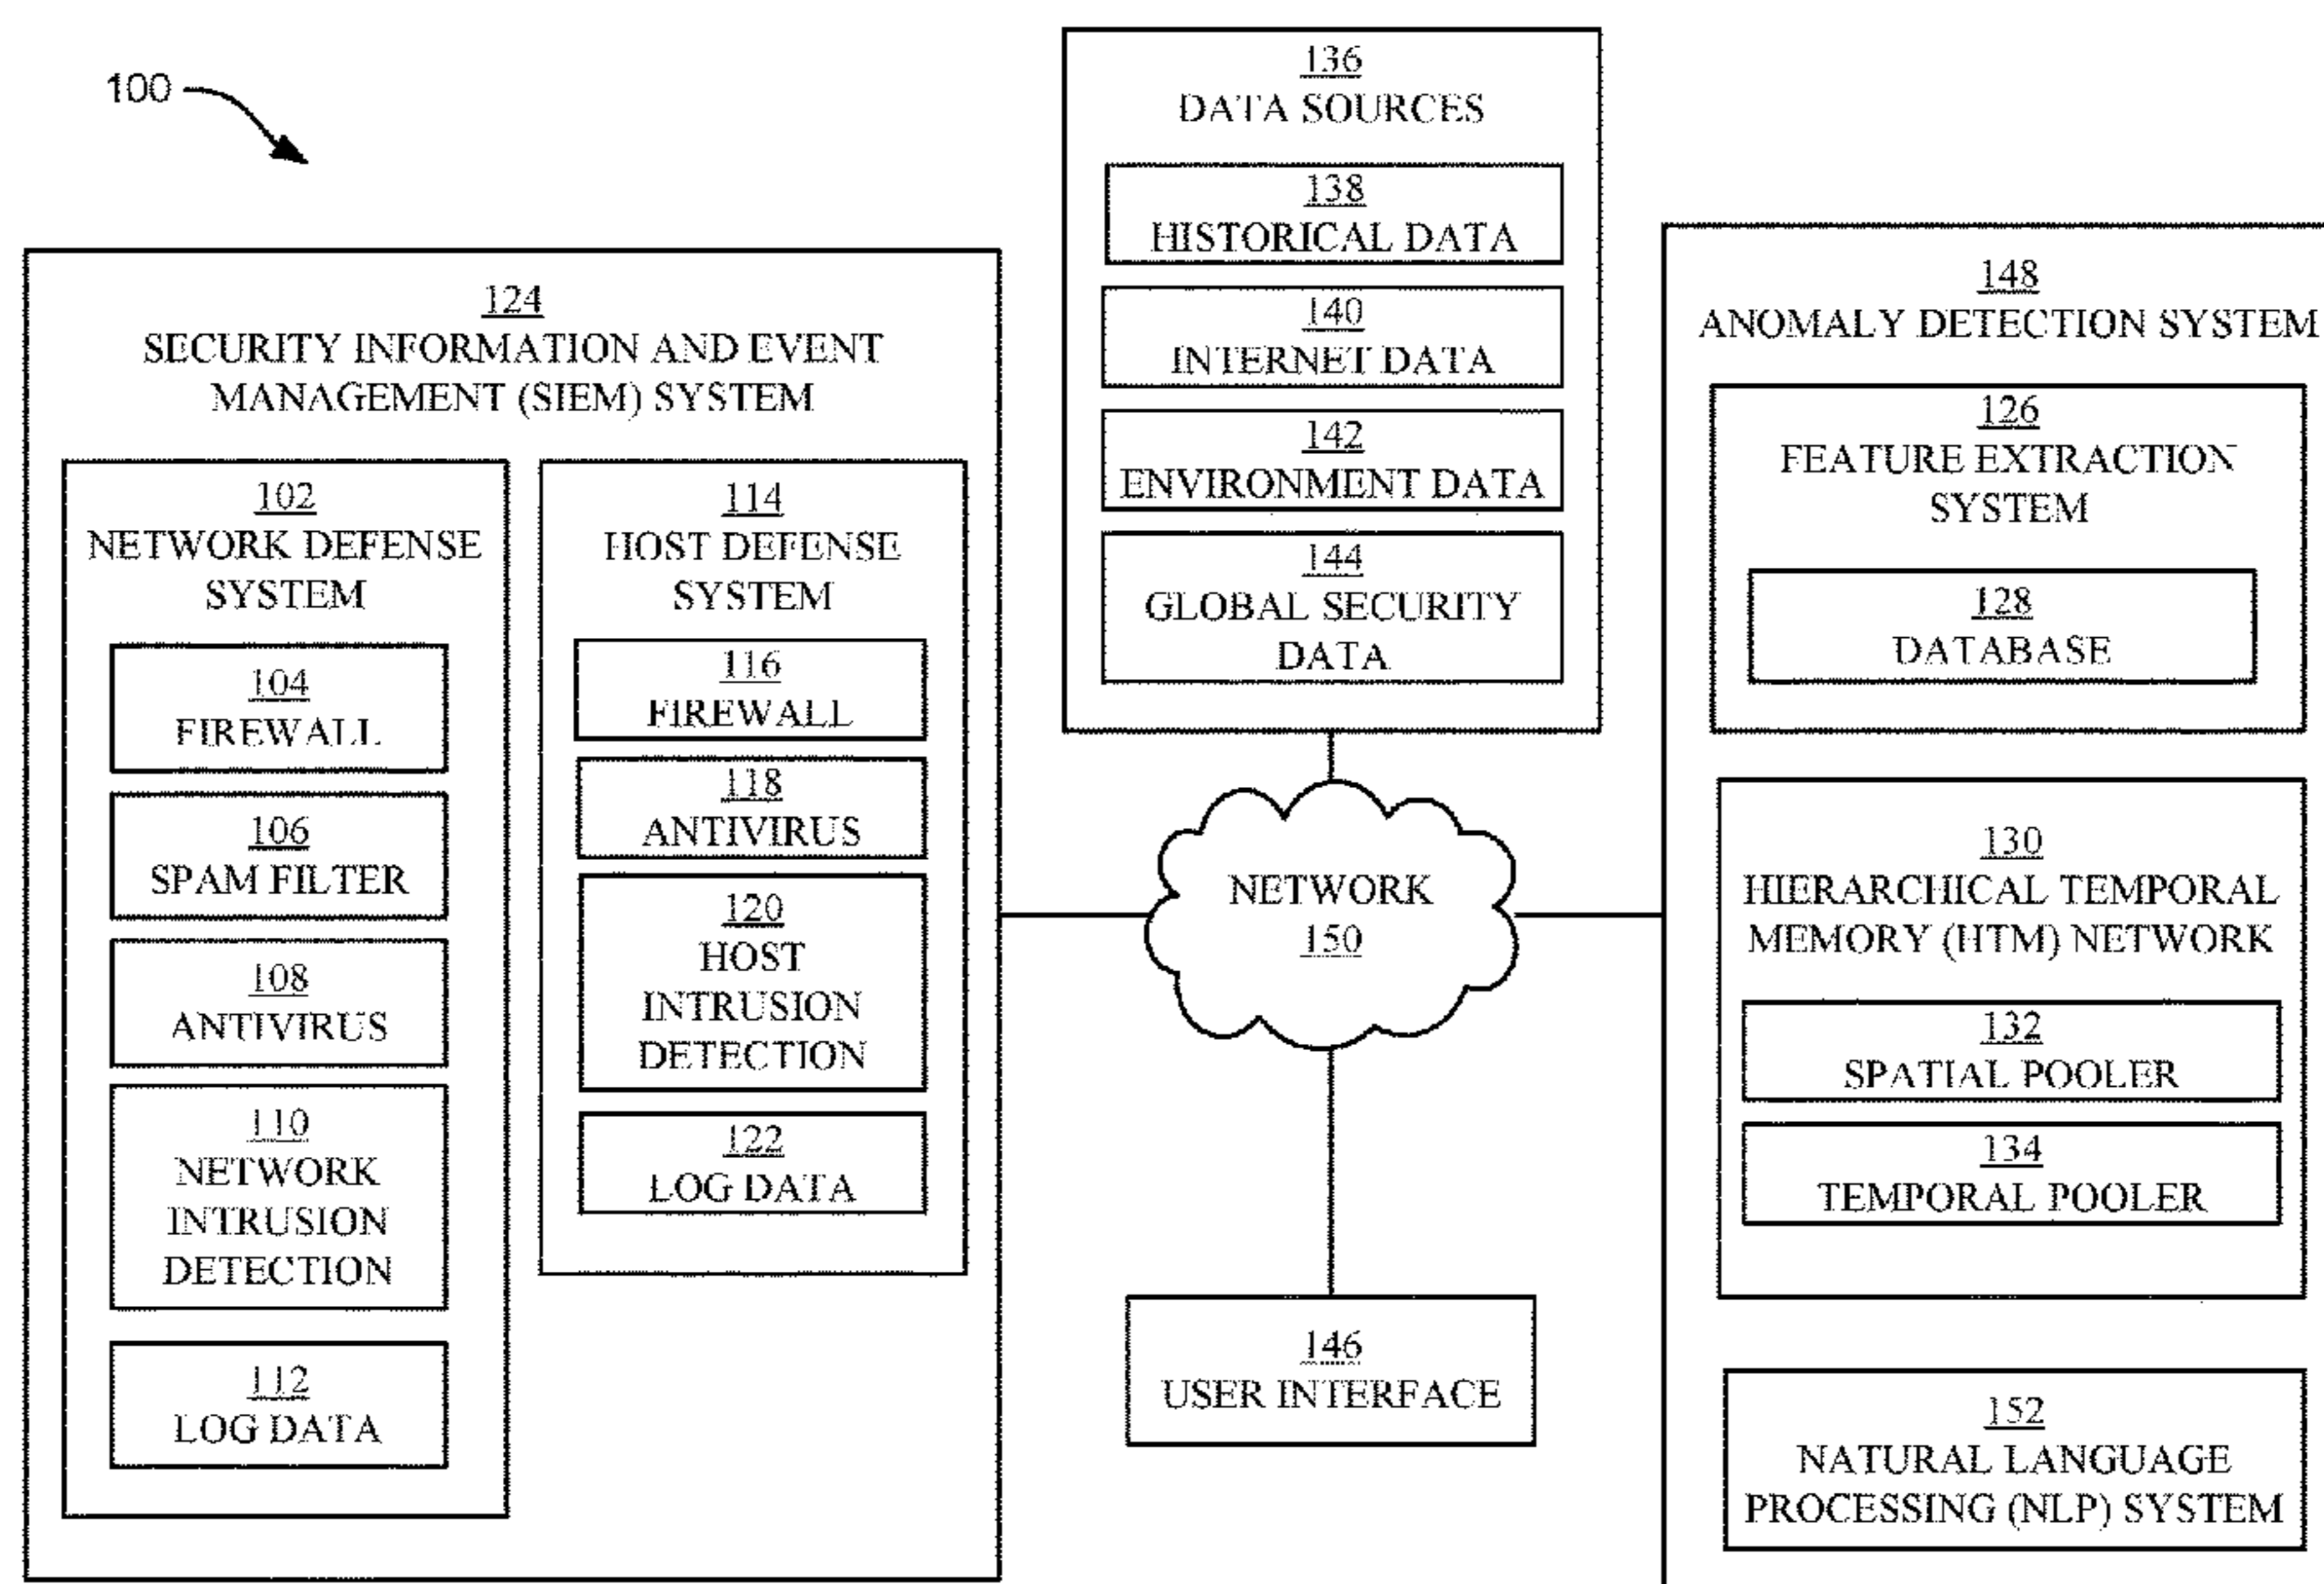 100
124
SECURITY INFORMATION AND EVENT
MANAGEMENT (SIEM) SYSTEM
102
NETWORK DEFENSE
SYSTEM
104
FIREWALL
106
SPAM FILTER
108
ANTIVIRUS
110
NETWORK
INTRUSION
DETECTION
112
LOG DATA
114
HOST DEFENSE
SYSTEM
116
FIREWALL
118
ANTIVIRUS
120
HOST
INTRUSION
DETECTION
122
LOG DATA
136
DATA SOURCES
138
HISTORICAL DATA
140
INTERNET DATA
142
ENVIRONMENT DATA
144
GLOBAL SECURITY
DATA
NETWORK
150
146
USER INTERFACE
148
ANOMALY DETECTION SYSTEM
126
FEATURE EXTRACTION
SYSTEM
128
DATABASE
130
HIERARCHICAL TEMPORAL
MEMORY (HTM) NETWORK
132
SPATIAL POOLER
134
TEMPORAL POOLER
152
NATURAL LANGUAGE
PROCESSING (NLP) SYSTEM